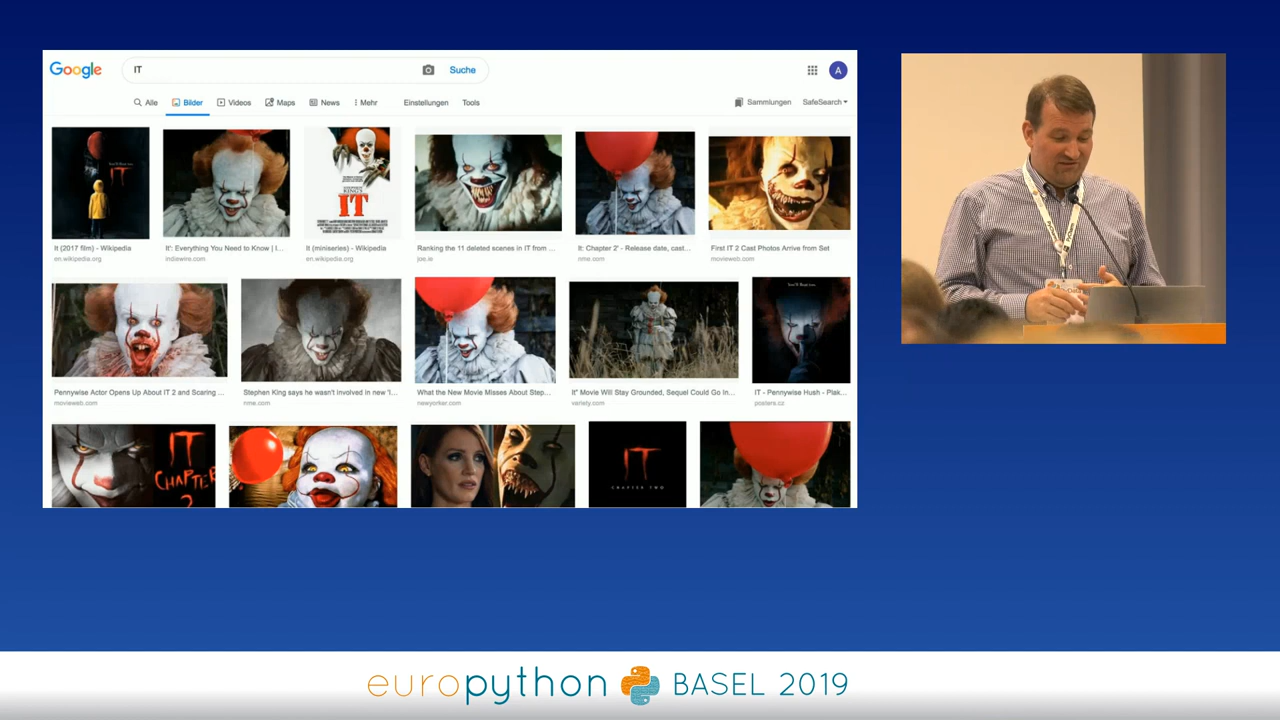 Google
IT
Suche
A
Alle
Bilder
Videos
Maps
News
Mehr
Einstellungen
Tools
Sammlungen
SafeSearch
IT
IT
It (2017 film) - Wikipedia
en.wikipedia.org
It': Everything You Need to Know | I...
indiewire.com
It (miniseries) - Wikipedia
en.wikipedia.org
Ranking the 11 deleted scenes in IT from ...
joe.ie
It: Chapter 2' - Release date, cast...
nme.com
First IT 2 Cast Photos Arrive from Set
movieweb.com
Pennywise Actor Opens Up About IT 2 and Scaring ...
movieweb.com
Stephen King says he wasn't involved in new 'I...
nme.com
What the New Movie Misses About Step...
newyorker.com
It" Movie Will Stay Grounded, Sequel Could Go In...
variety.com
IT - Pennywise Hush - Plak...
posters.cz
IT
CHAPTER
2
IT
CHAPTER TWO
europython BASEL 2019